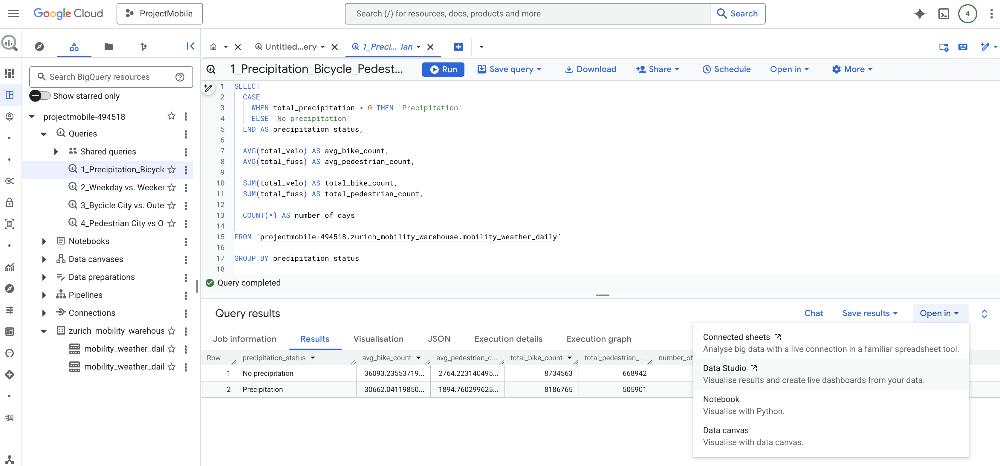 Google Cloud
ProjectMobile
Search (/) for resources, docs, products and more
Search
4
Untitled...ery
1_Preci... ian
Search BigQuery resources
Show starred only
projectmobile-494518
Queries
Shared queries
1_Precipitation_Bicycle
2_Weekday vs. Weeker
3_Bycicle City vs. Oute
4_Pedestrian City vs O
Notebooks
Data canvases
Data preparations
Pipelines
Connections
zurich_mobility_warehous
mobility_weather_dail
mobility_weather_dail
1_Precipitation_Bicycle_Pedest...
Run
Save query
Download
Share
Schedule
Open in
More
1 SELECT
2 CASE
3 WHEN total_precipitation > 0 THEN 'Precipitation'
4 ELSE 'No precipitation'
5 END AS precipitation_status,
6
7 AVG(total_velo) AS avg_bike_count,
8 AVG(total_fuss) AS avg_pedestrian_count,
9
10 SUM(total_velo) AS total_bike_count,
11 SUM(total_fuss) AS total_pedestrian_count,
12
13 COUNT(*) AS number_of_days
14
15 FROM `projectmobile-494518.zurich_mobility_warehouse.mobility_weather_daily`
16
17 GROUP BY precipitation_status
18
Query completed
Query results
Chat
Save results
Open in
Job information
Results
Visualisation
JSON
Execution details
Execution graph
Row precipitation_status avg_bike_count avg_pedestrian_c... total_bike_count total_pedestrian_... number_of_
1 No precipitation 36093.23553719... 2764.223140495... 8734563 668942
2 Precipitation 30662.04119850... 1894.760299625... 8186765 505901
Connected sheets
Analyse big data with a live connection in a familiar spreadsheet tool.
Data Studio
Visualise results and create live dashboards from your data.
Notebook
Visualise with Python.
Data canvas
Visualise with data canvas.